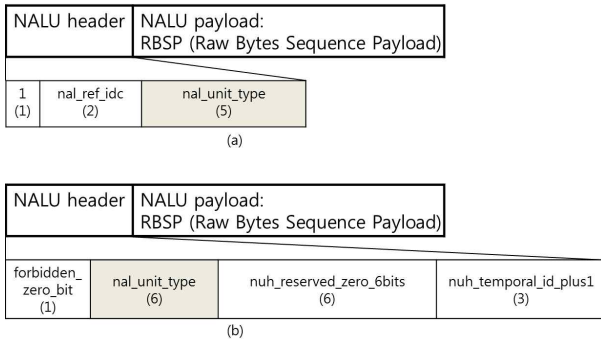 NALU header
NALU payload:
RBSP (Raw Bytes Sequence Payload)
1
(1)
nal_ref_idc
(2)
nal_unit_type
(5)
(a)
NALU header
NALU payload:
RBSP (Raw Bytes Sequence Payload)
forbidden_
zero_bit
(1)
nal_unit_type
(6)
nuh_reserved_zero_6bits
(6)
nuh_temporal_id_plus1
(3)
(b)